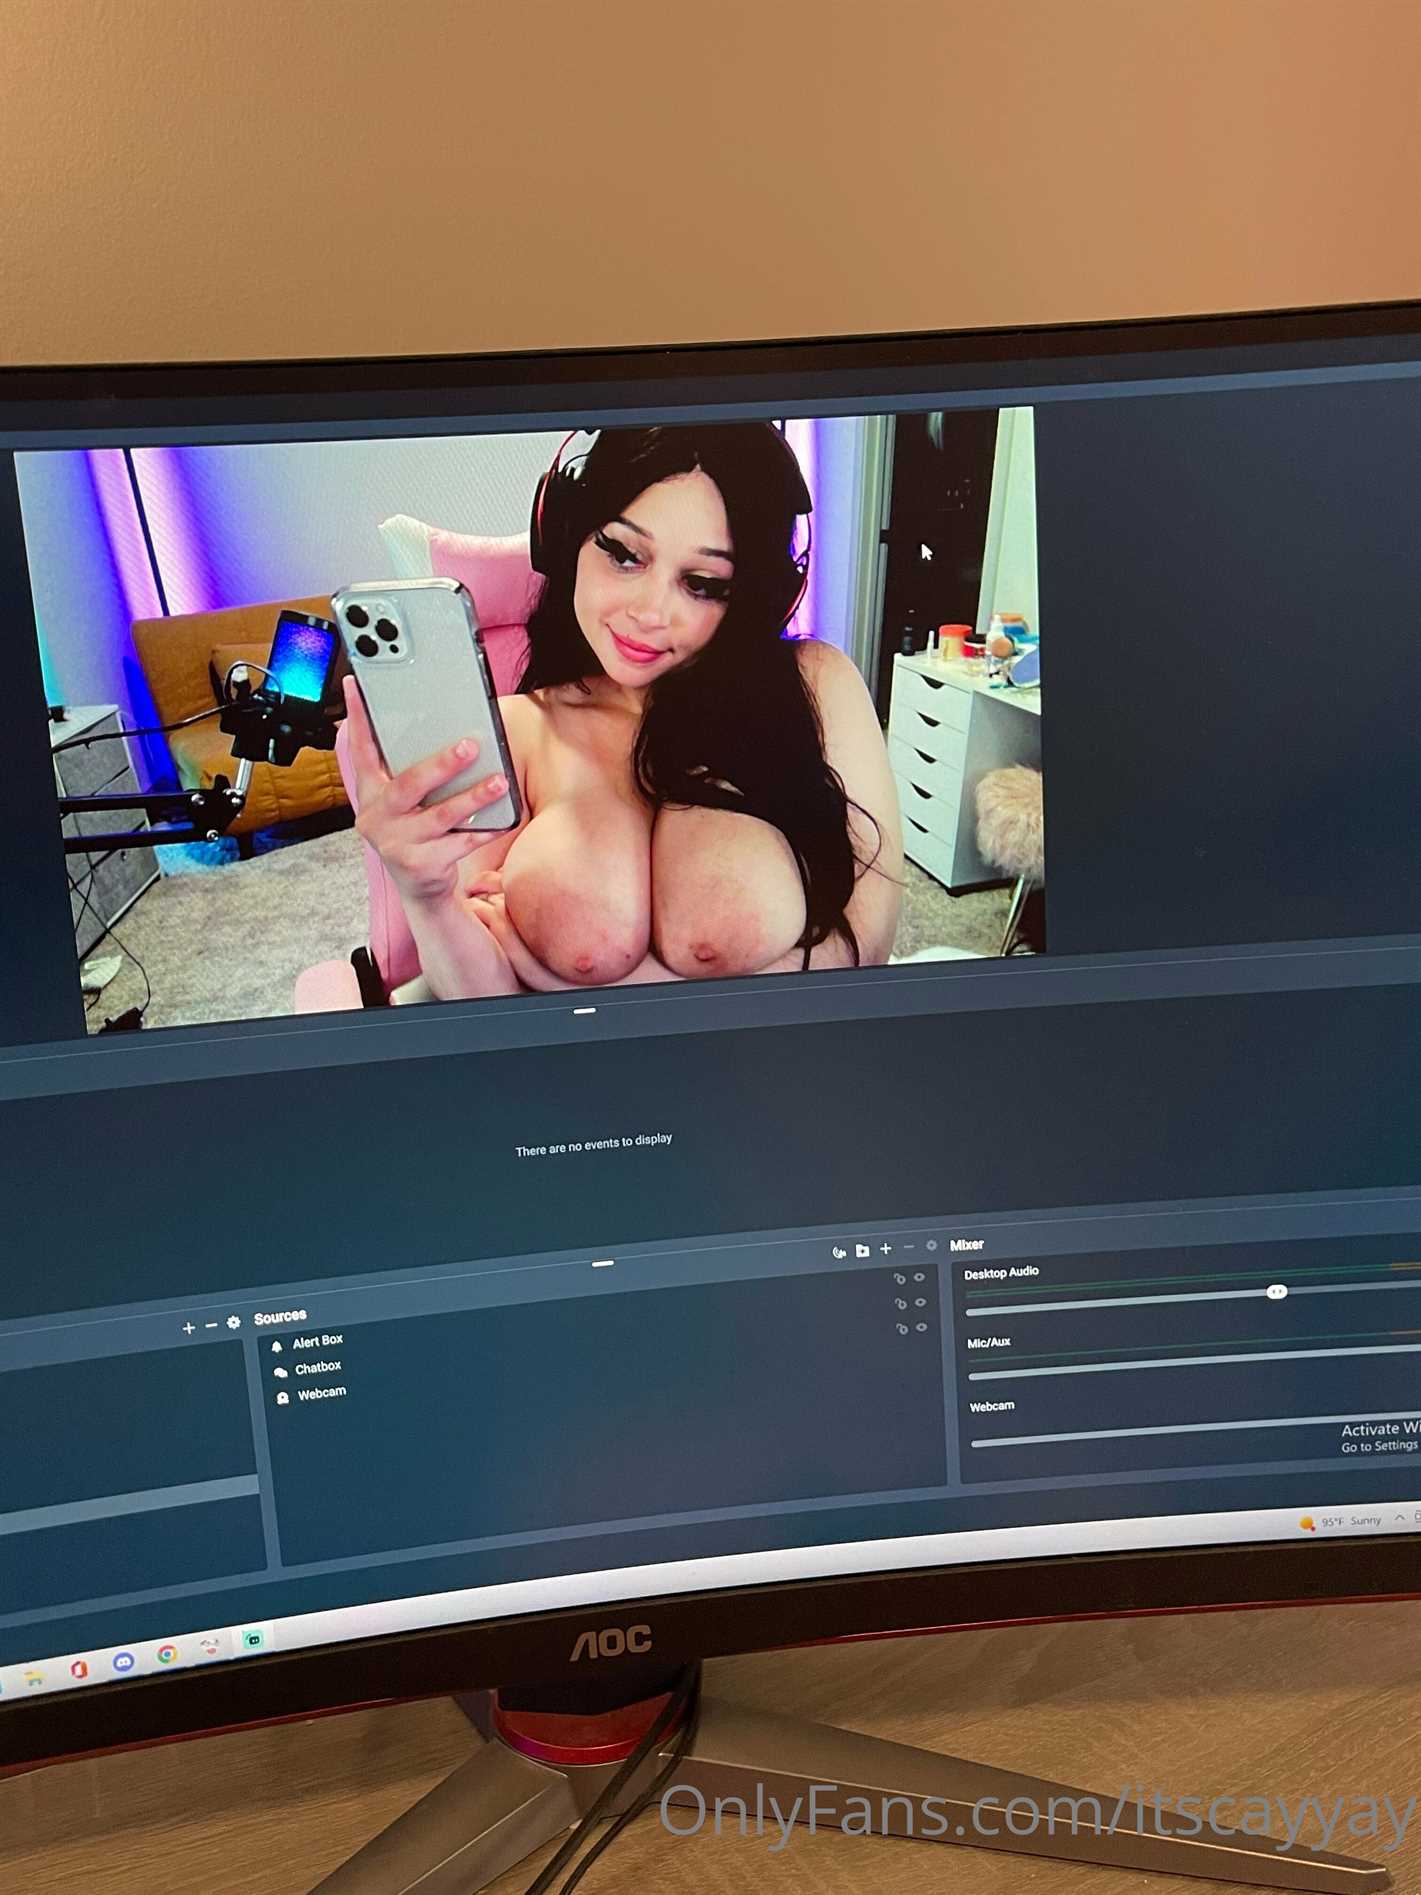 There are no events to display
Sources
Alert Box
Chatbox
Webcam
Mixer
Desktop Audio
Mic/Aux
Webcam
Activate Wi
Go to Settings
95°F Sunny
AOC
OnlyFans.com/itscayyay